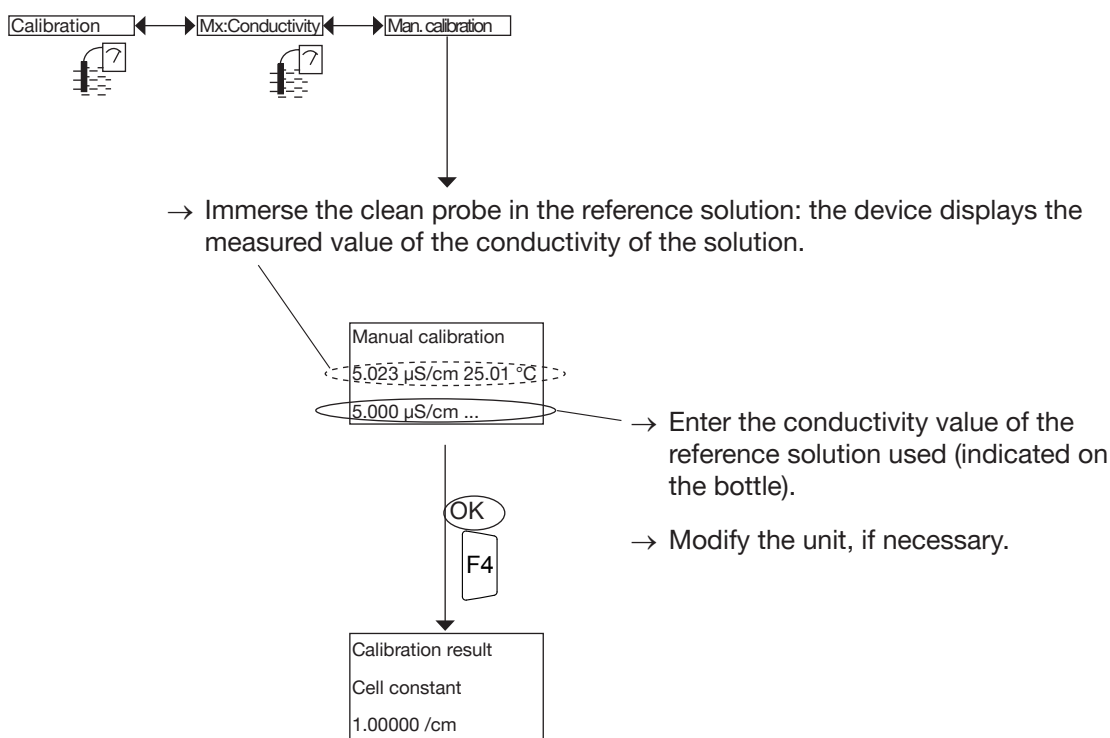 Calibration
Mx:Conductivity
Man. calibration
→ Immerse the clean probe in the reference solution: the device displays the
measured value of the conductivity of the solution.
Manual calibration
5.023 µS/cm 25.01 °C
5.000 µS/cm ...
→ Enter the conductivity value of the
reference solution used (indicated on
the bottle).
→ Modify the unit, if necessary.
OK
F4
Calibration result
Cell constant
1.00000 /cm